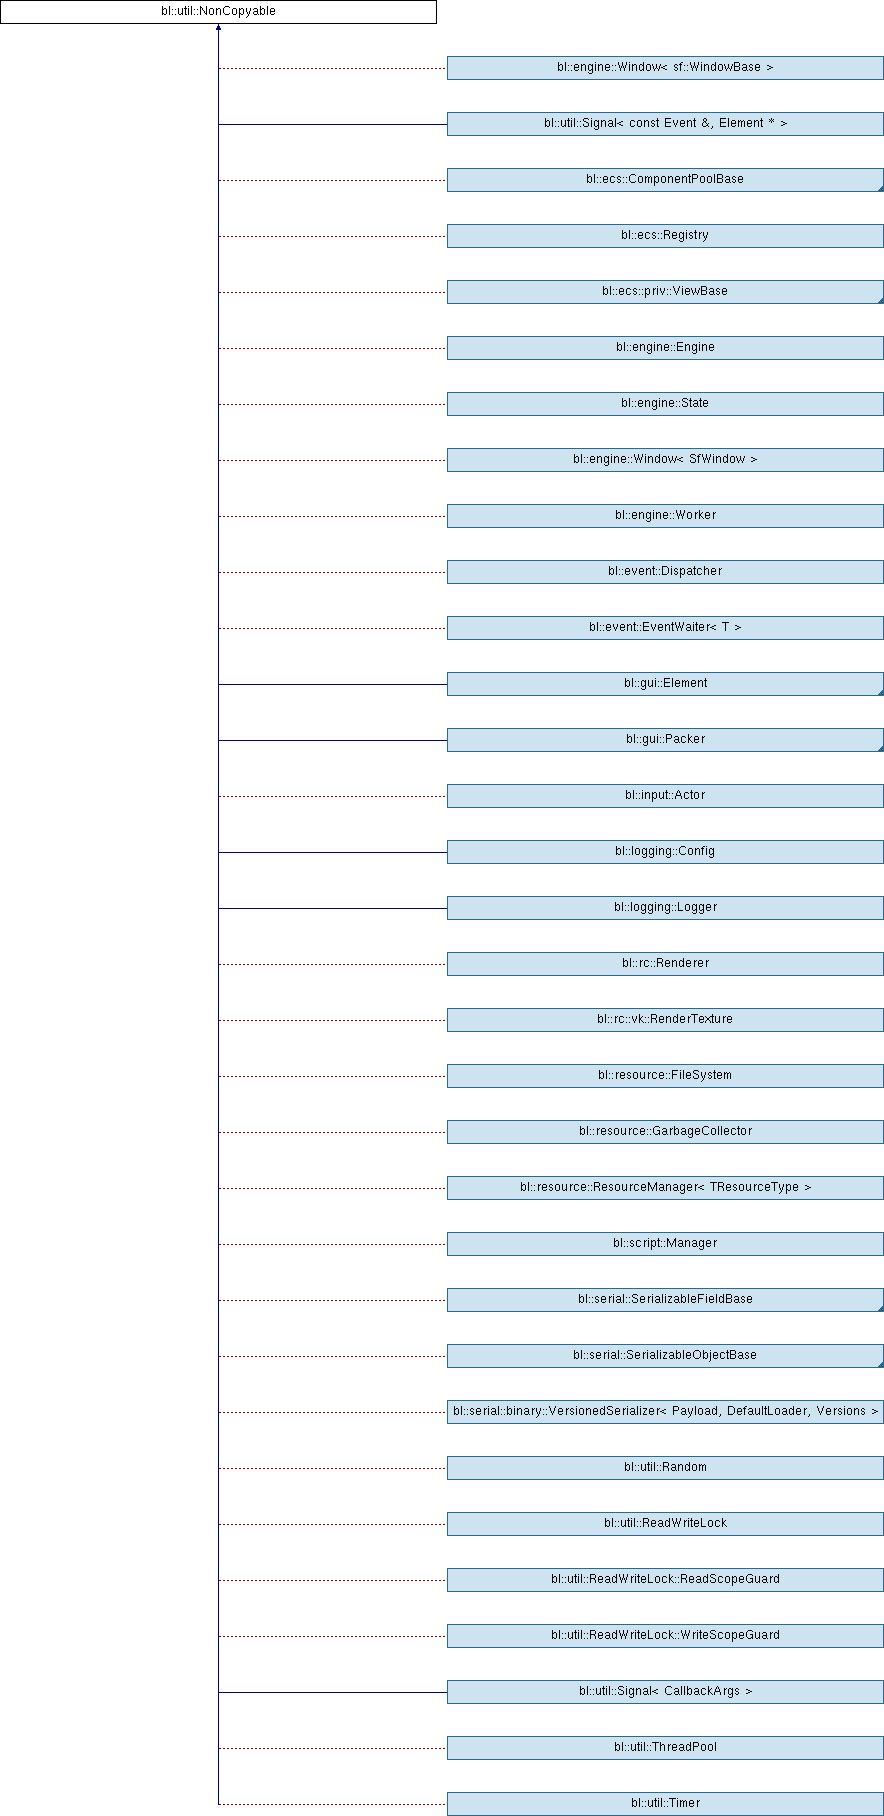 bl::util::NonCopyable
bl::engine::Window< sf::WindowBase >
bl::util::Signal< const Event &, Element * >
bl::ecs::ComponentPoolBase
bl::ecs::Registry
bl::ecs::priv::ViewBase
bl::engine::Engine
bl::engine::State
bl::engine::Window< SfWindow >
bl::engine::Worker
bl::event::Dispatcher
bl::event::EventWaiter< T >
bl::gui::Element
bl::gui::Packer
bl::input::Actor
bl::logging::Config
bl::logging::Logger
bl::rc::Renderer
bl::rc::vk::RenderTexture
bl::resource::FileSystem
bl::resource::GarbageCollector
bl::resource::ResourceManager< TResourceType >
bl::script::Manager
bl::serial::SerializableFieldBase
bl::serial::SerializableObjectBase
bl::serial::binary::VersionedSerializer< Payload, DefaultLoader, Versions >
bl::util::Random
bl::util::ReadWriteLock
bl::util::ReadWriteLock::ReadScopeGuard
bl::util::ReadWriteLock::WriteScopeGuard
bl::util::Signal< CallbackArgs >
bl::util::ThreadPool
bl::util::Timer